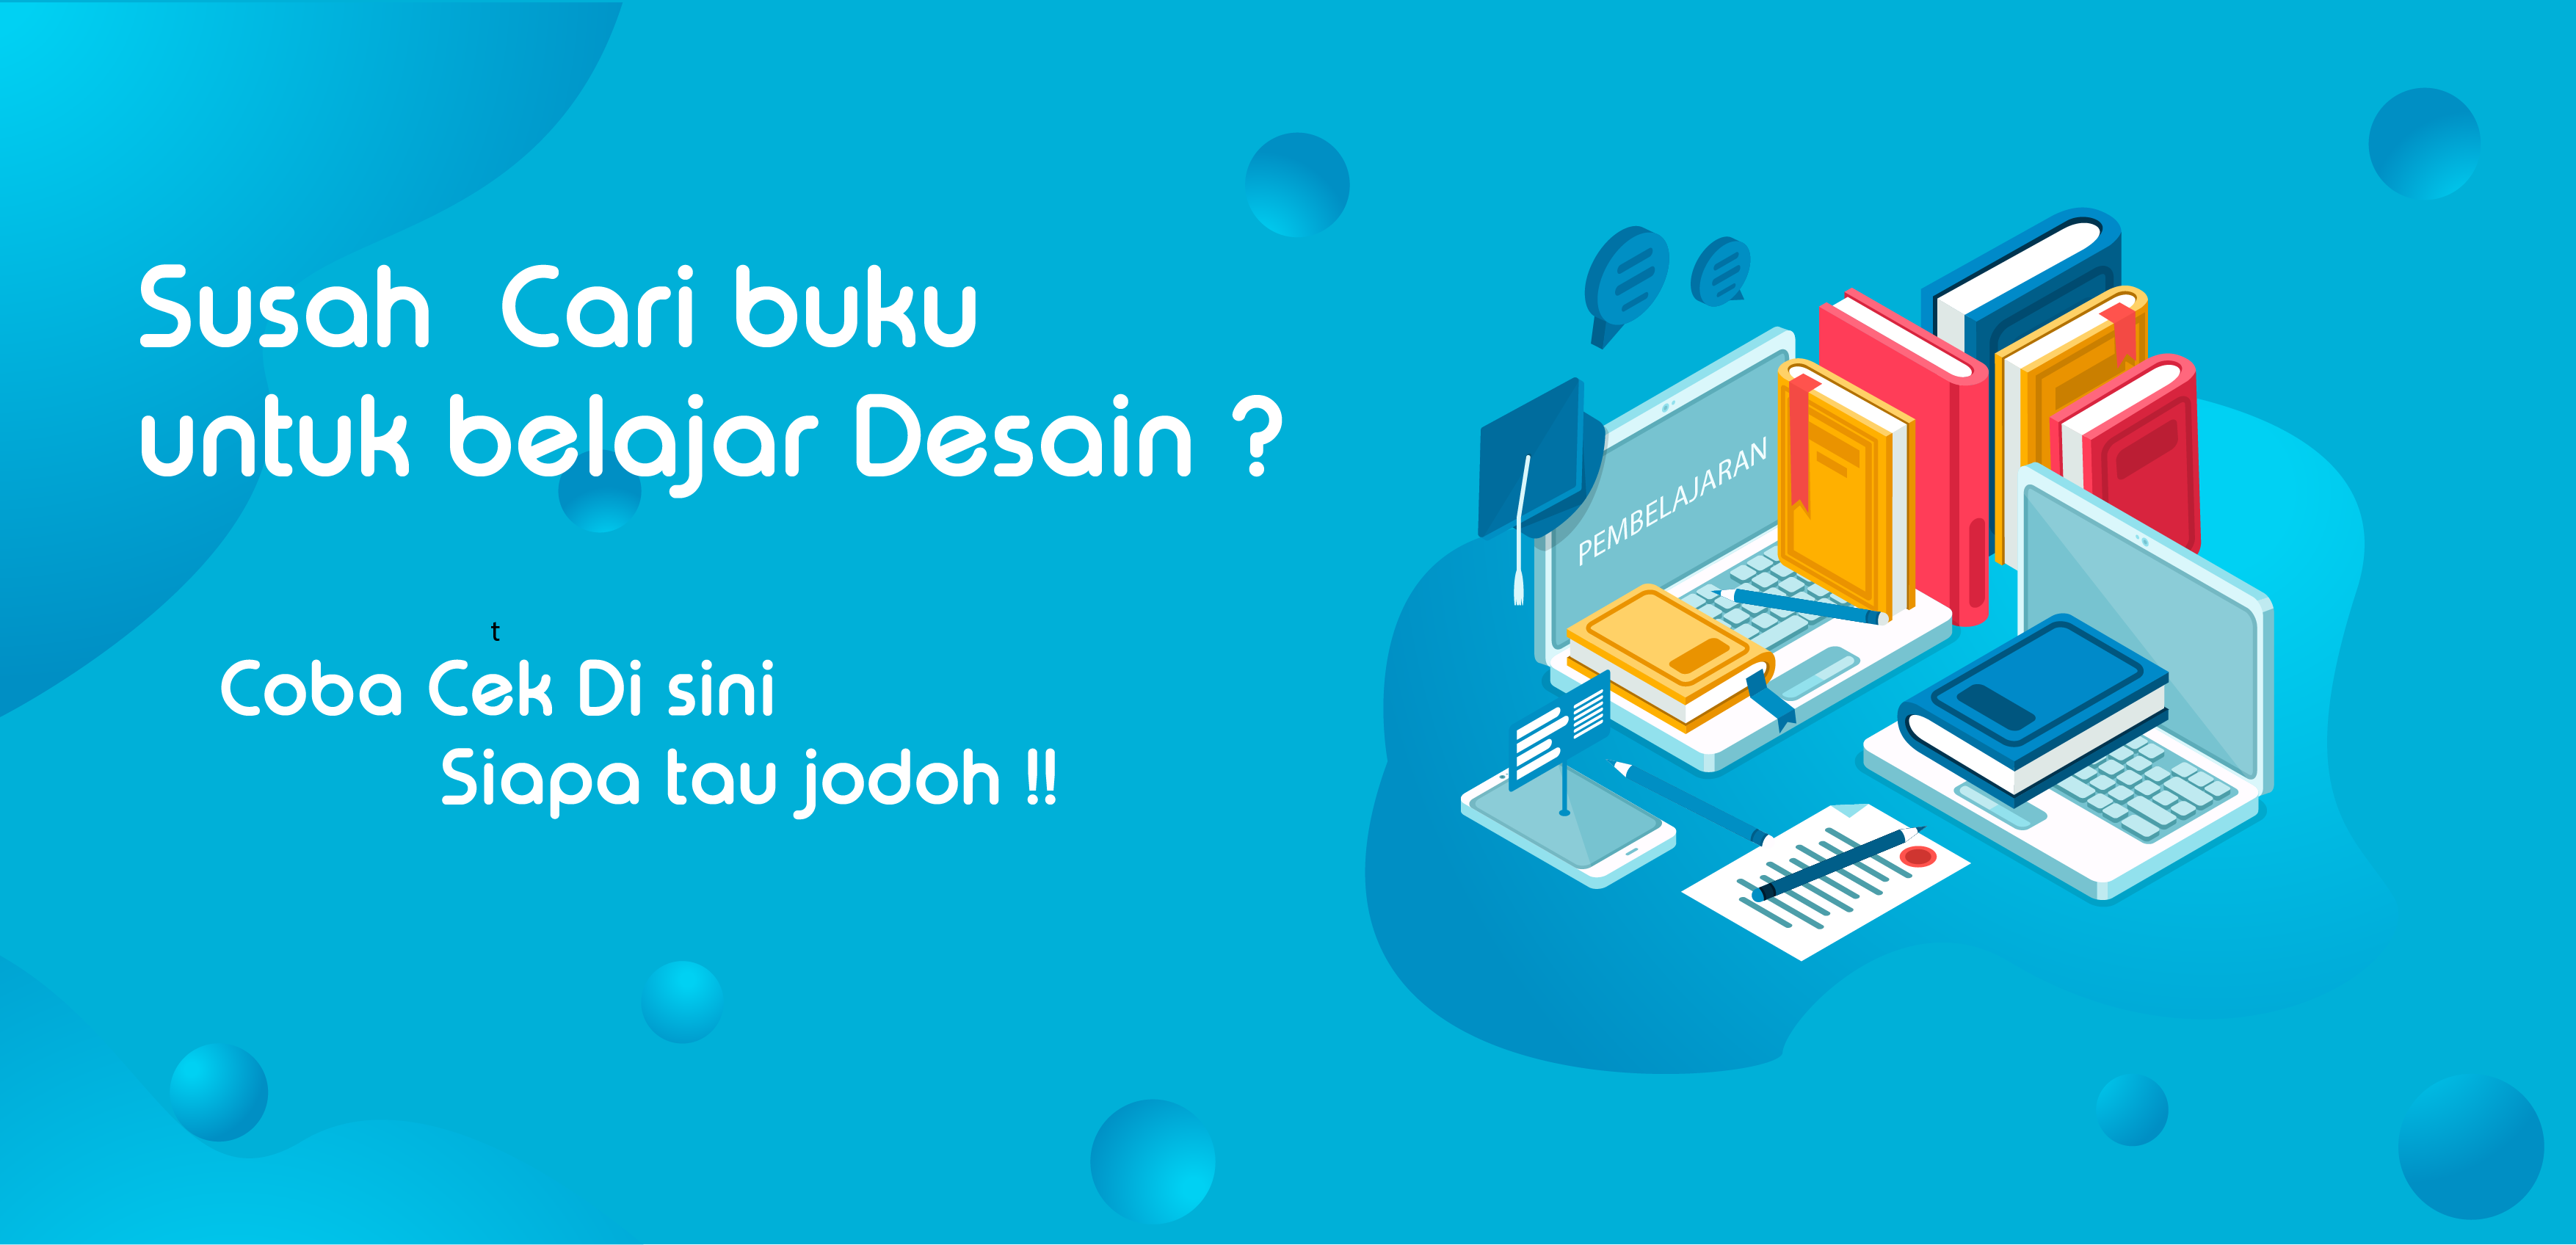 Susah Cari buku
untuk belajar Desain ?
t
Coba Cek Di sini
Siapa tau jodoh !!
PEMBELAJARAN